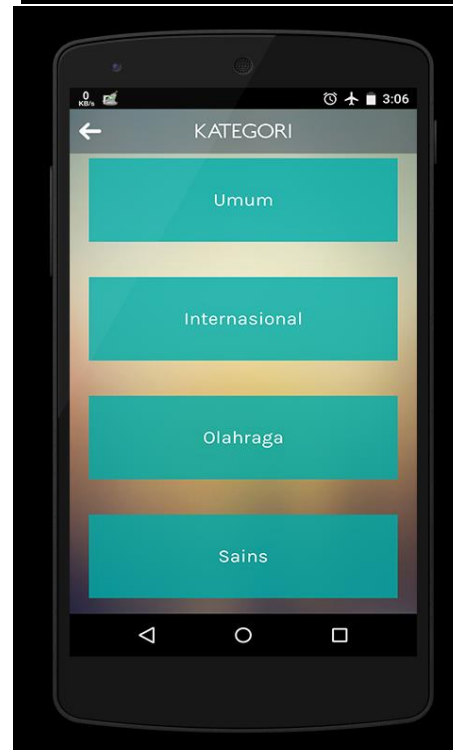 0
KB/s
3:06
KATEGORI
Umum
Internasional
Olahraga
Sains